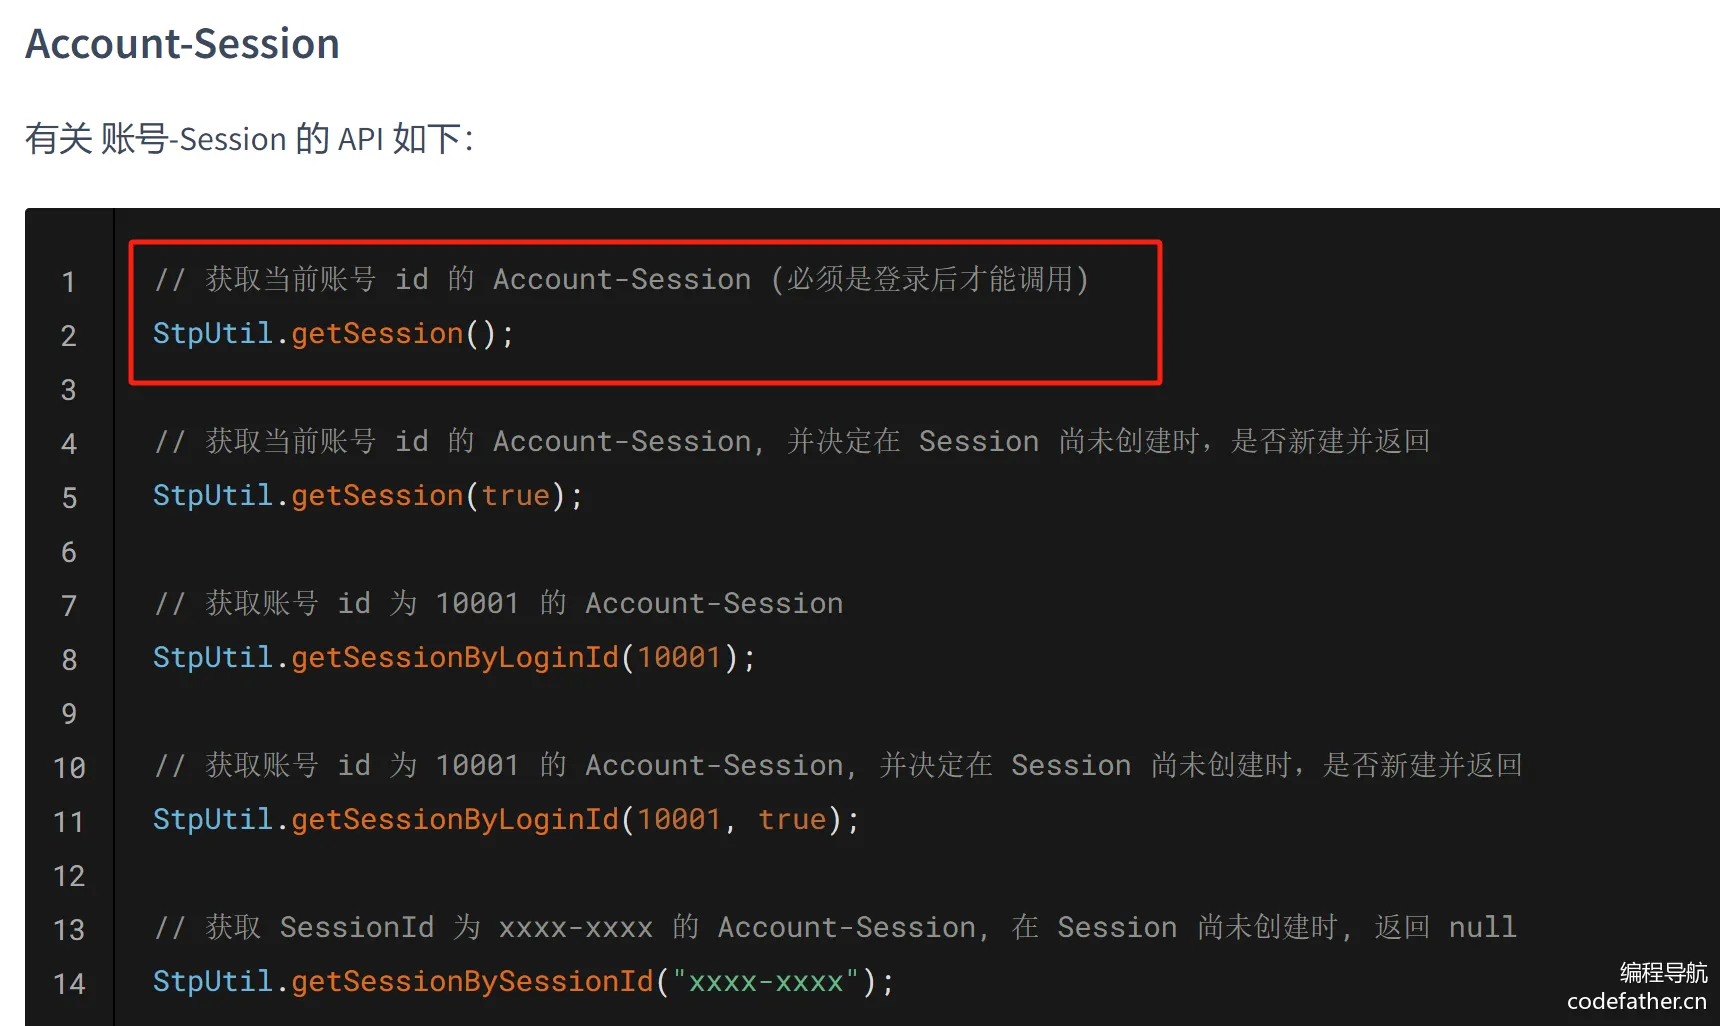 Account-Session
有关 账号-Session 的 API 如下：
1 // 获取当前账号 id 的 Account-Session (必须是登录后才能调用)
2 StpUtil.getSession();
3
4 // 获取当前账号 id 的 Account-Session, 并决定在 Session 尚未创建时，是否新建并返回
5 StpUtil.getSession(true);
6
7 // 获取账号 id 为 10001 的 Account-Session
8 StpUtil.getSessionByLoginId(10001);
9
10 // 获取账号 id 为 10001 的 Account-Session, 并决定在 Session 尚未创建时，是否新建并返回
11 StpUtil.getSessionByLoginId(10001, true);
12
13 // 获取 SessionId 为 xxxx-xxxx 的 Account-Session, 在 Session 尚未创建时, 返回 null
14 StpUtil.getSessionBySessionId("xxxx-xxxx");
编程导航
codefather.cn